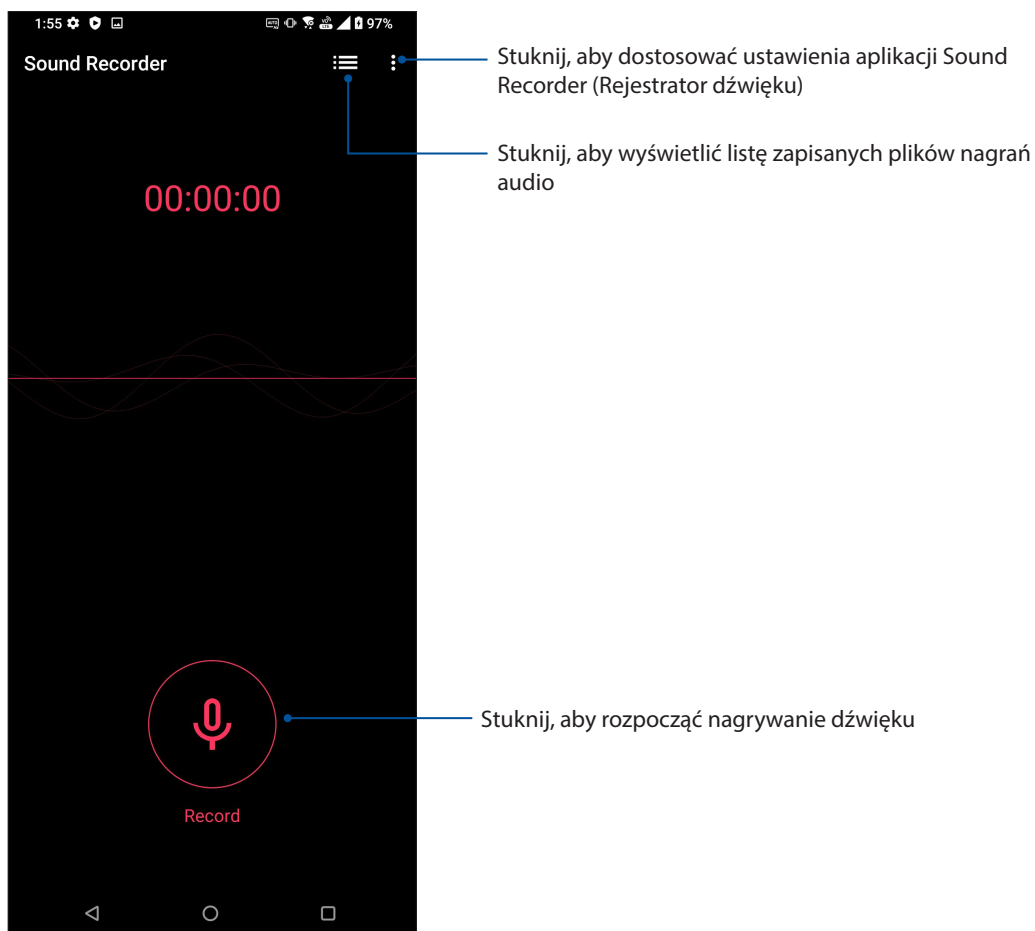 1:55 97%
Sound Recorder
Stuknij, aby dostosować ustawienia aplikacji Sound
Recorder (Rejestrator dźwięku)
Stuknij, aby wyświetlić listę zapisanych plików nagrań
audio
00:00:00
Stuknij, aby rozpocząć nagrywanie dźwięku
Record